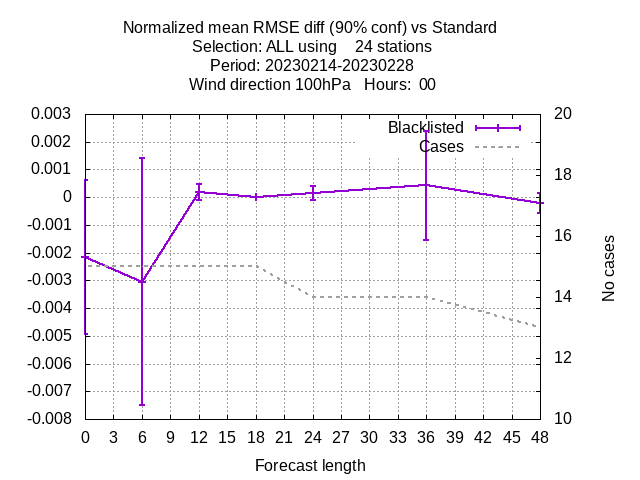 Normalized mean RMSE diff (90% conf) vs Standard
Selection: ALL using    24 stations
Period: 20230214-20230228
Wind direction 100hPa   Hours:  00
Blacklisted
Cases
0.003
0.002
0.001
0
-0.001
-0.002
-0.003
-0.004
-0.005
-0.006
-0.007
-0.008
20
18
16
14
12
10
No cases
0 3 6 9 12 15 18 21 24 27 30 33 36 39 42 45 48
Forecast length